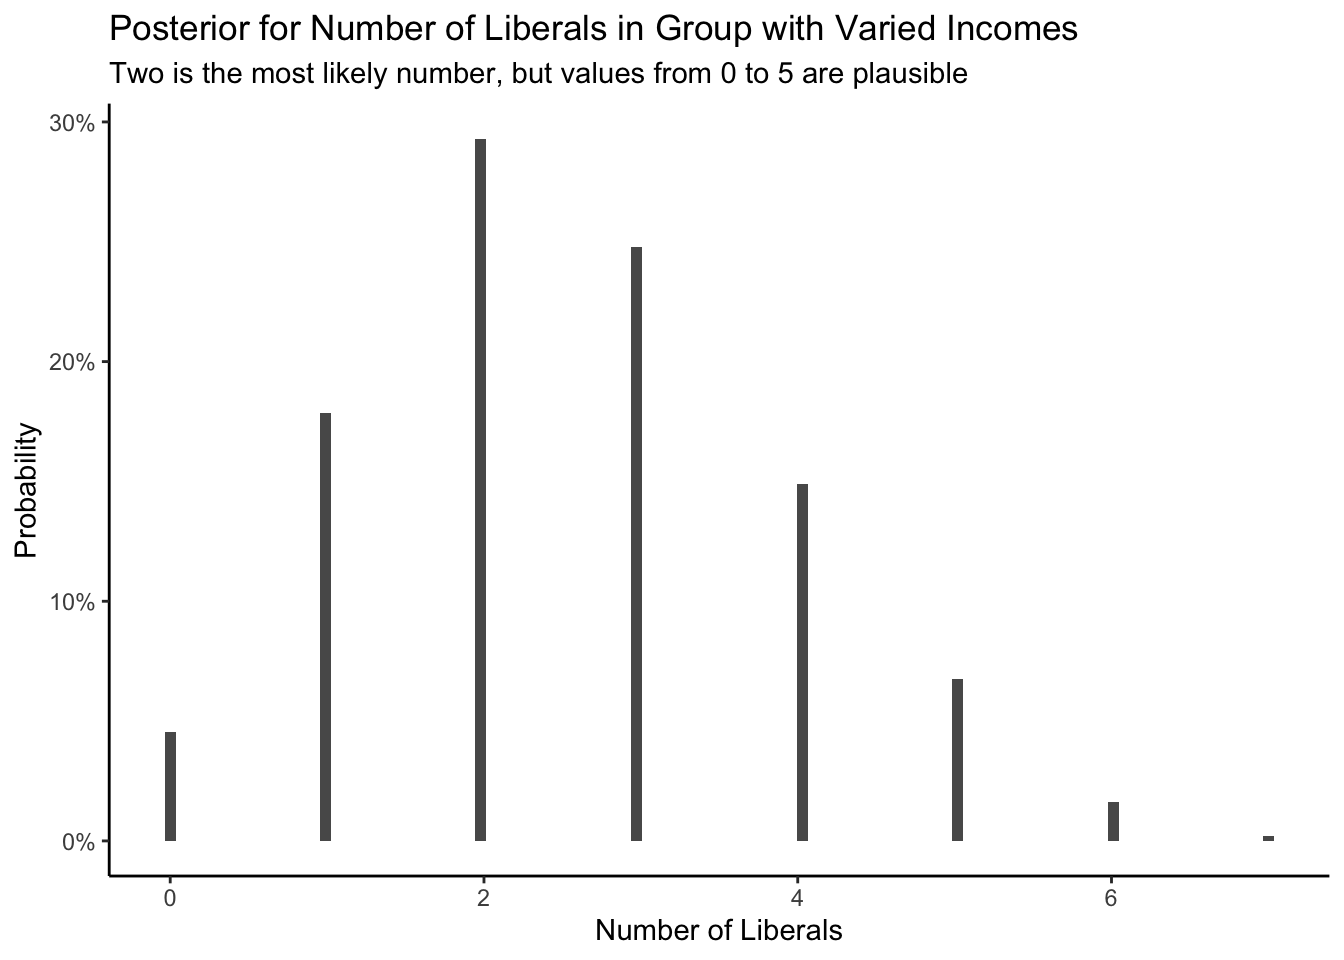 Posterior for Number of Liberals in Group with Varied Incomes
Two is the most likely number, but values from 0 to 5 are plausible
30%
20%
10%
0%
Probability
0 2 4 6
Number of Liberals